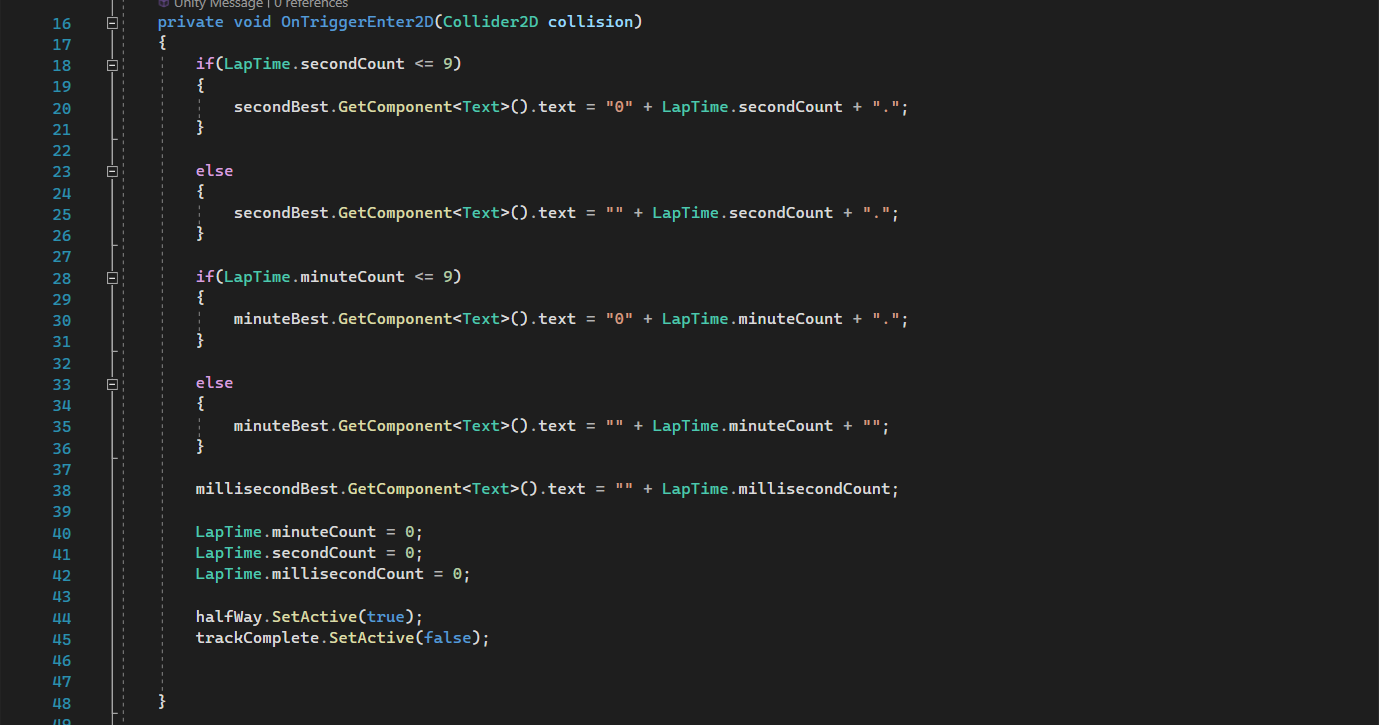 Unity Message | 0 references
16 private void OnTriggerEnter2D(Collider2D collision)
17 {
18 if(LapTime.secondCount <= 9)
19 {
20 secondBest.GetComponent<Text>().text = "0" + LapTime.secondCount + ".";
21 }
22
23 else
24 {
25 secondBest.GetComponent<Text>().text = "" + LapTime.secondCount + ".";
26 }
27
28 if(LapTime.minuteCount <= 9)
29 {
30 minuteBest.GetComponent<Text>().text = "0" + LapTime.minuteCount + ".";
31 }
32
33 else
34 {
35 minuteBest.GetComponent<Text>().text = "" + LapTime.minuteCount + "";
36 }
37
38 millisecondBest.GetComponent<Text>().text = "" + LapTime.millisecondCount;
39
40 LapTime.minuteCount = 0;
41 LapTime.secondCount = 0;
42 LapTime.millisecondCount = 0;
43
44 halfWay.SetActive(true);
45 trackComplete.SetActive(false);
46
47
48 }
49